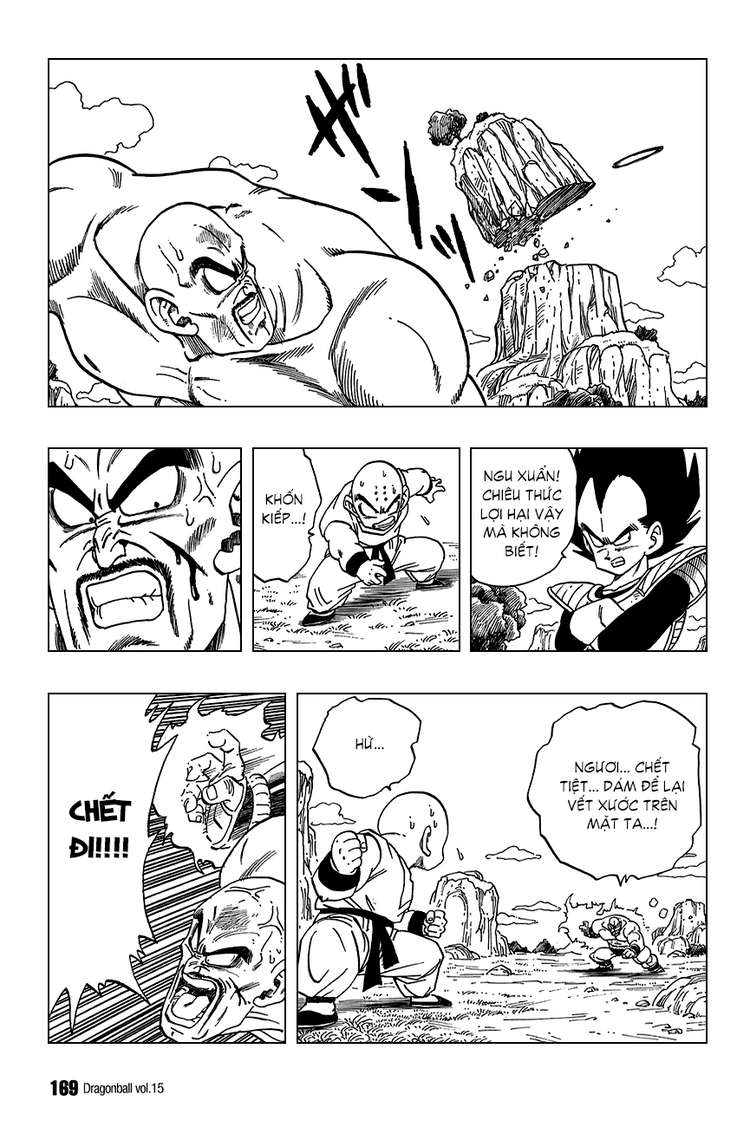 NGU XUẨN!
CHIÊU THỨC
LỢI HẠI VẬY
MÀ KHÔNG
BIẾT!
KHỐN
KIẾP...!
HỪ...
NGƯƠI... CHẾT
TIỆT... DÁM ĐỂ LẠI
VẾT XƯỚC TRÊN
MẶT TA...!
CHẾT
ĐI!!!!
169 Dragonball vol.15